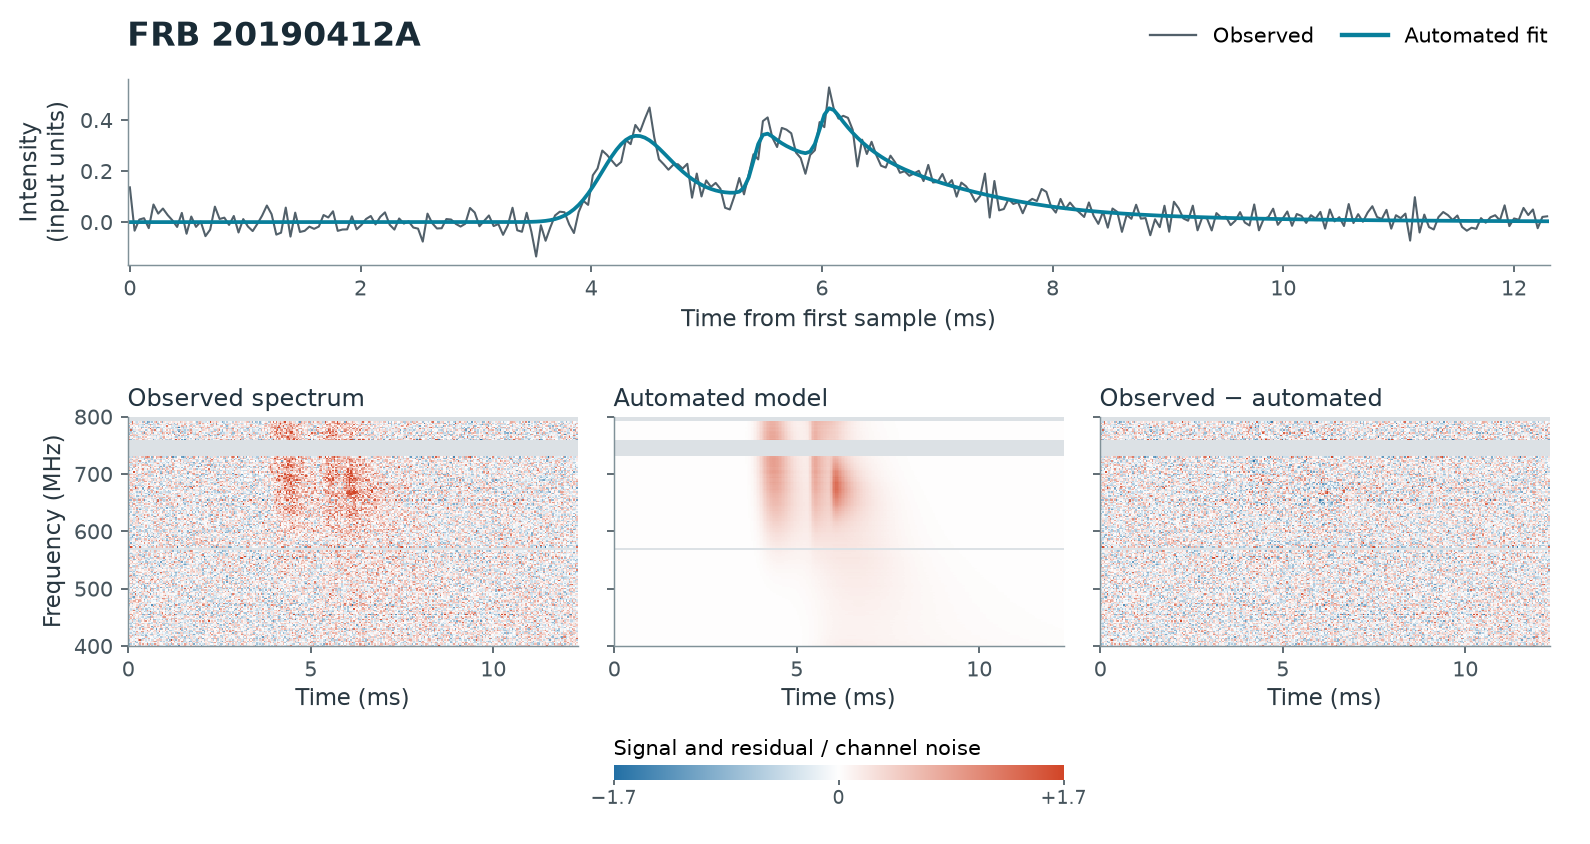 FRB 20190412A
Observed
Automated fit
Intensity
(input units)
0.4
0.2
0.0
0 2 4 6 8 10 12
Time from first sample (ms)
Observed spectrum
Automated model
Observed − automated
Frequency (MHz)
800
700
600
500
400
0 5 10
0 5 10
0 5 10
Time (ms)
Time (ms)
Time (ms)
Signal and residual / channel noise
−1.7 0 +1.7